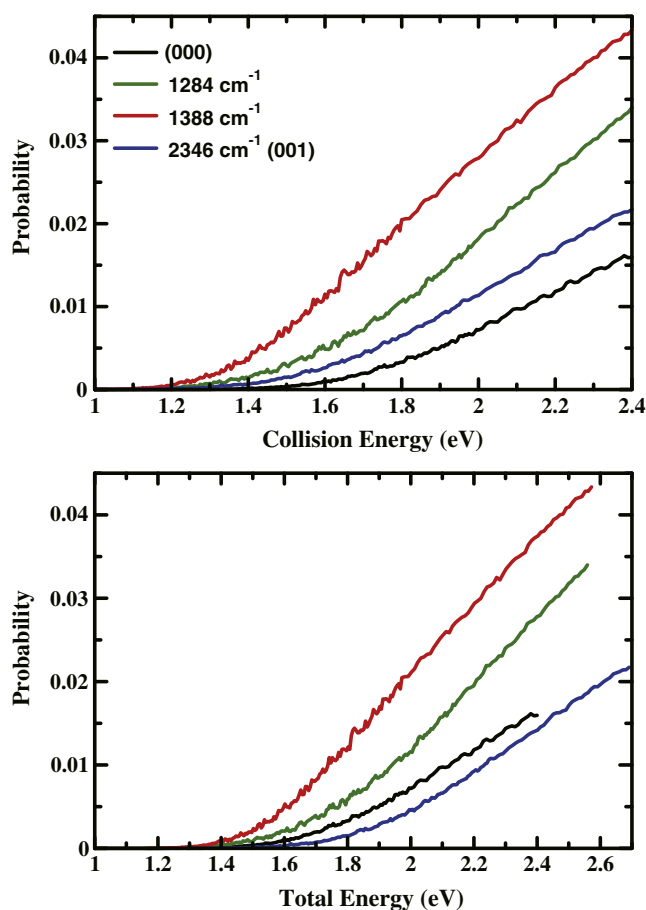 0.04
0.03
0.02
0.01
0
Probability
(000)
1284 cm⁻¹
1388 cm⁻¹
2346 cm⁻¹ (001)
1 1.2 1.4 1.6 1.8 2 2.2 2.4
Collision Energy (eV)
0.04
0.03
0.02
0.01
0
Probability
1 1.2 1.4 1.6 1.8 2 2.2 2.4 2.6
Total Energy (eV)